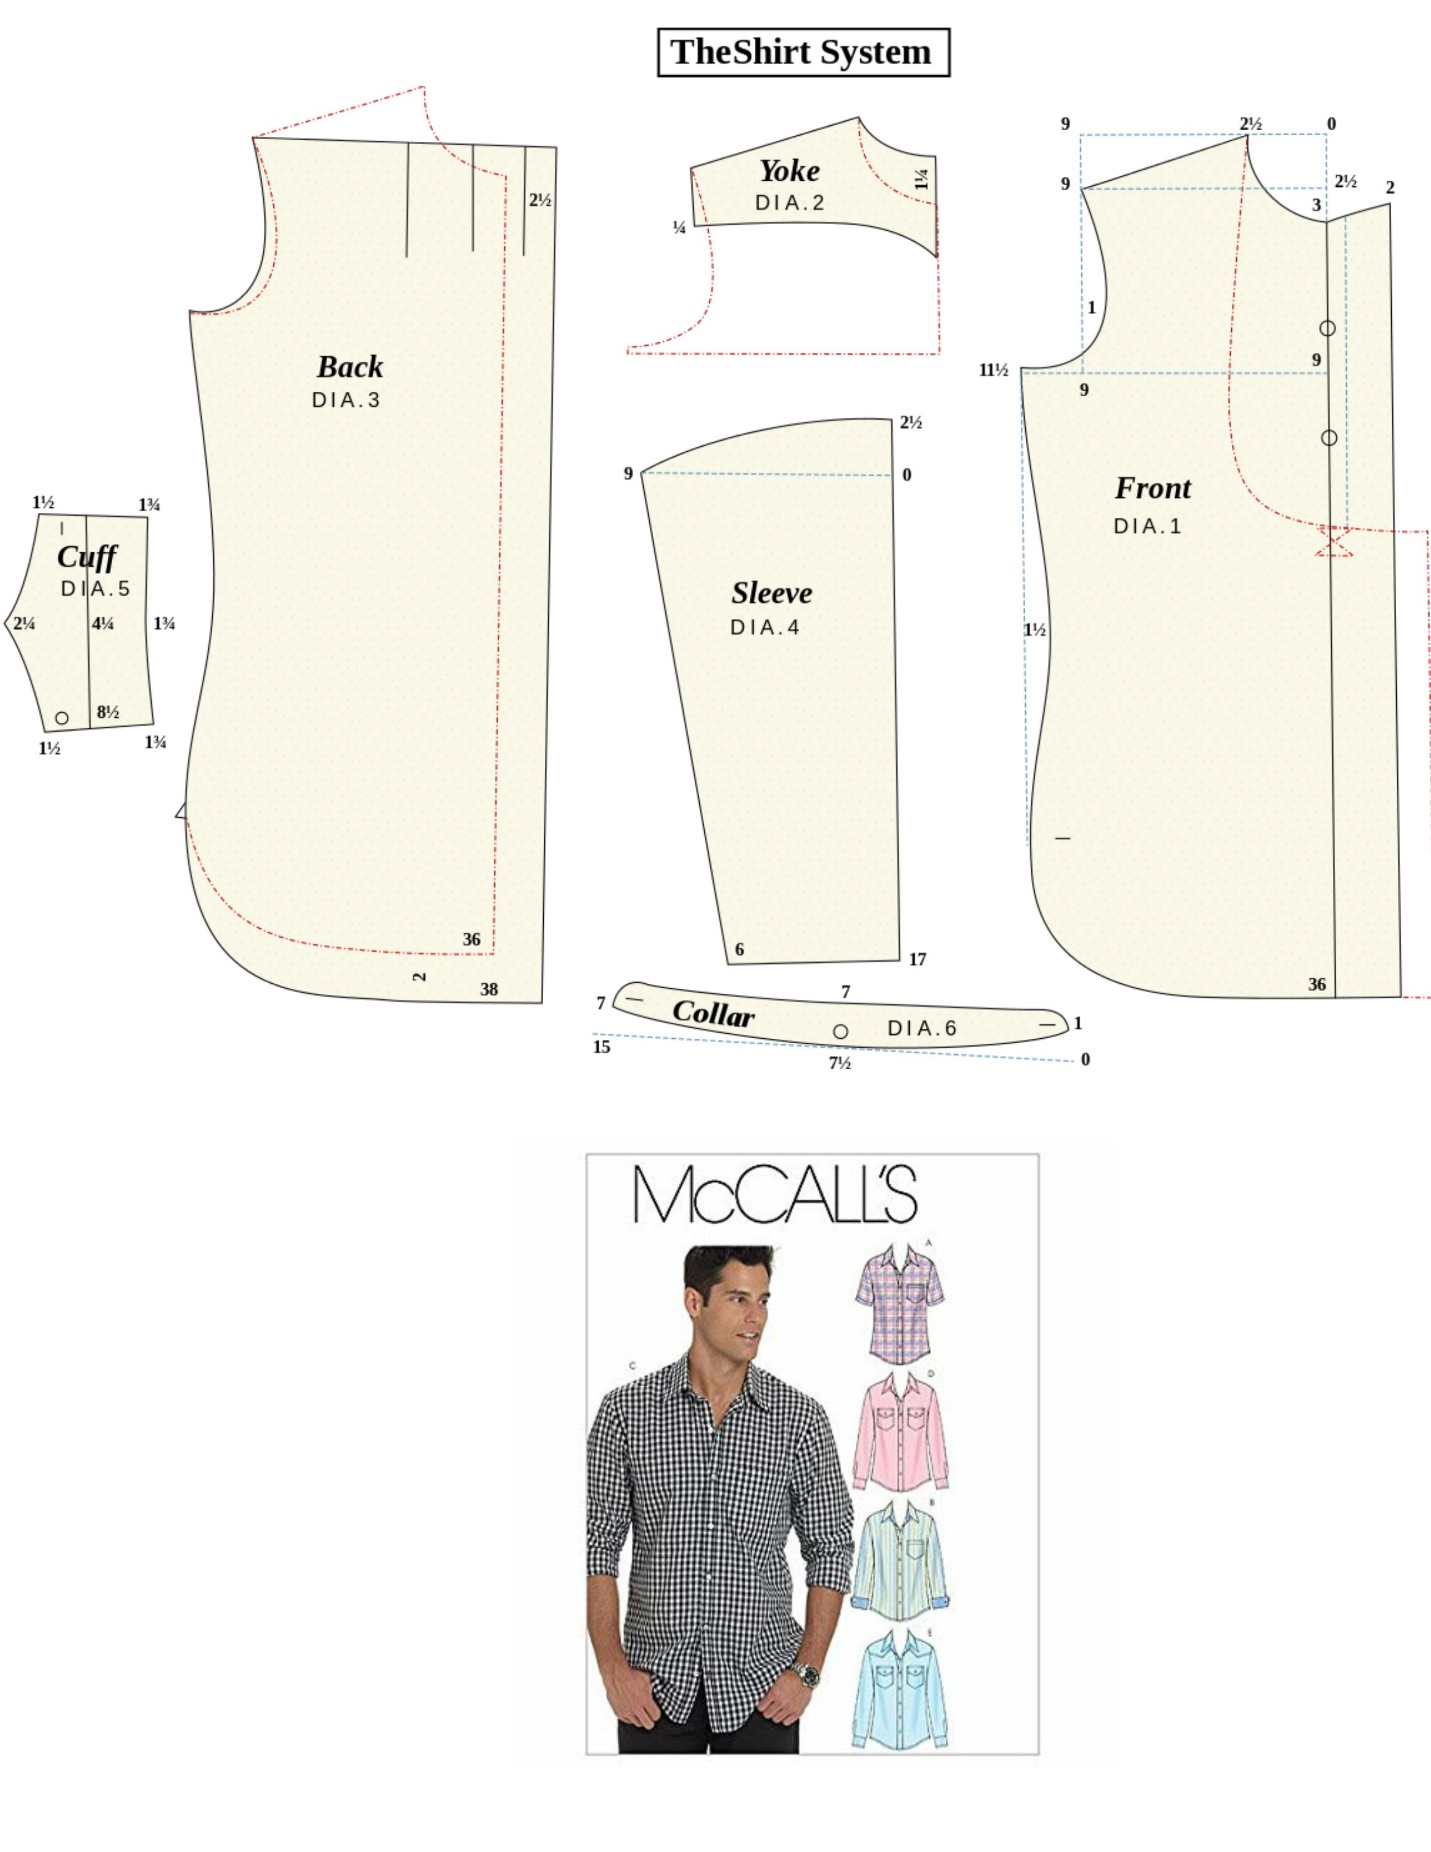 TheShirt System
Back
DIA.3
2½
36
2
38
Cuff
DIA.5
1½
1¾
2¼
4¼
1¾
8½
1½
1¾
Yoke
DIA.2
1¼
¼
Sleeve
DIA.4
2½
9
0
6
17
Front
DIA.1
9
2½
0
9
2½
2
3
1
11½
9
9
1½
36
Collar
DIA.6
7
7
1
15
7½
0
McCALL'S
A
C
D
B
E